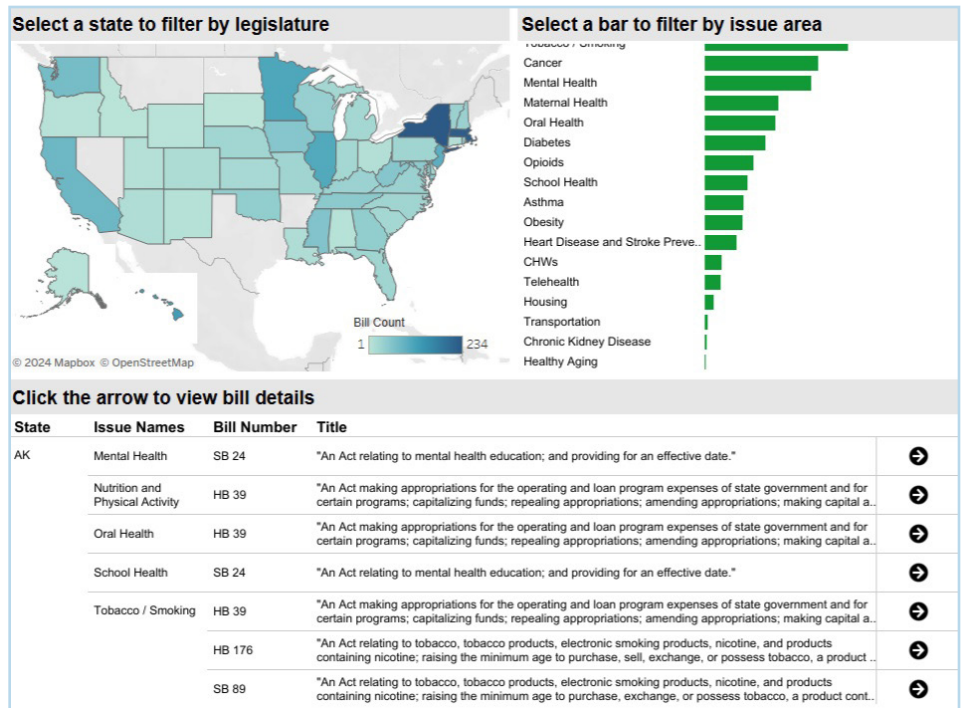 Select a state to filter by legislature
Select a bar to filter by issue area
Tobacco / Smoking
Cancer
Mental Health
Maternal Health
Oral Health
Diabetes
Opioids
School Health
Asthma
Obesity
Heart Disease and Stroke Preve..
CHWs
Telehealth
Housing
Transportation
Chronic Kidney Disease
Healthy Aging
Bill Count
1 234
© 2024 Mapbox © OpenStreetMap
Click the arrow to view bill details
State Issue Names Bill Number Title
AK Mental Health SB 24 "An Act relating to mental health education; and providing for an effective date."
Nutrition and
Physical Activity
HB 39
"An Act making appropriations for the operating and loan program expenses of state government and for
certain programs; capitalizing funds; repealing appropriations; amending appropriations; making capital a..
Oral Health HB 39
"An Act making appropriations for the operating and loan program expenses of state government and for
certain programs; capitalizing funds; repealing appropriations; amending appropriations; making capital a..
School Health SB 24 "An Act relating to mental health education; and providing for an effective date."
Tobacco / Smoking HB 39
"An Act making appropriations for the operating and loan program expenses of state government and for
certain programs; capitalizing funds; repealing appropriations; amending appropriations; making capital a..
HB 176
"An Act relating to tobacco, tobacco products, electronic smoking products, nicotine, and products
containing nicotine; raising the minimum age to purchase, sell, exchange, or possess tobacco, a product ..
SB 89
"An Act relating to tobacco, tobacco products, electronic smoking products, nicotine, and products
containing nicotine; raising the minimum age to purchase, exchange, or possess tobacco, a product cont..